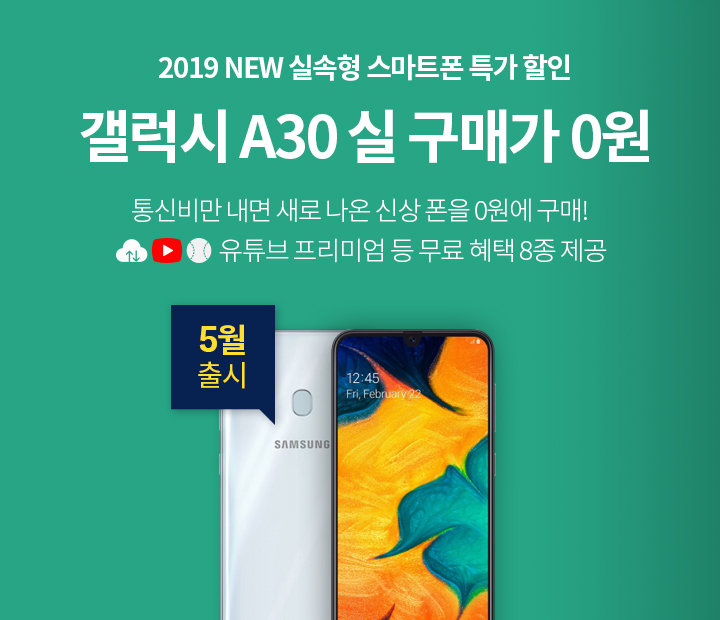 2019 NEW 실속형 스마트폰 특가 할인
갤럭시 A30 실 구매가 0원
통신비만 내면 새로 나온 신상 폰을 0원에 구매!
유튜브 프리미엄 등 무료 혜택 8종 제공
5월
출시
12:45
Fri, February 22
SAMSUNG